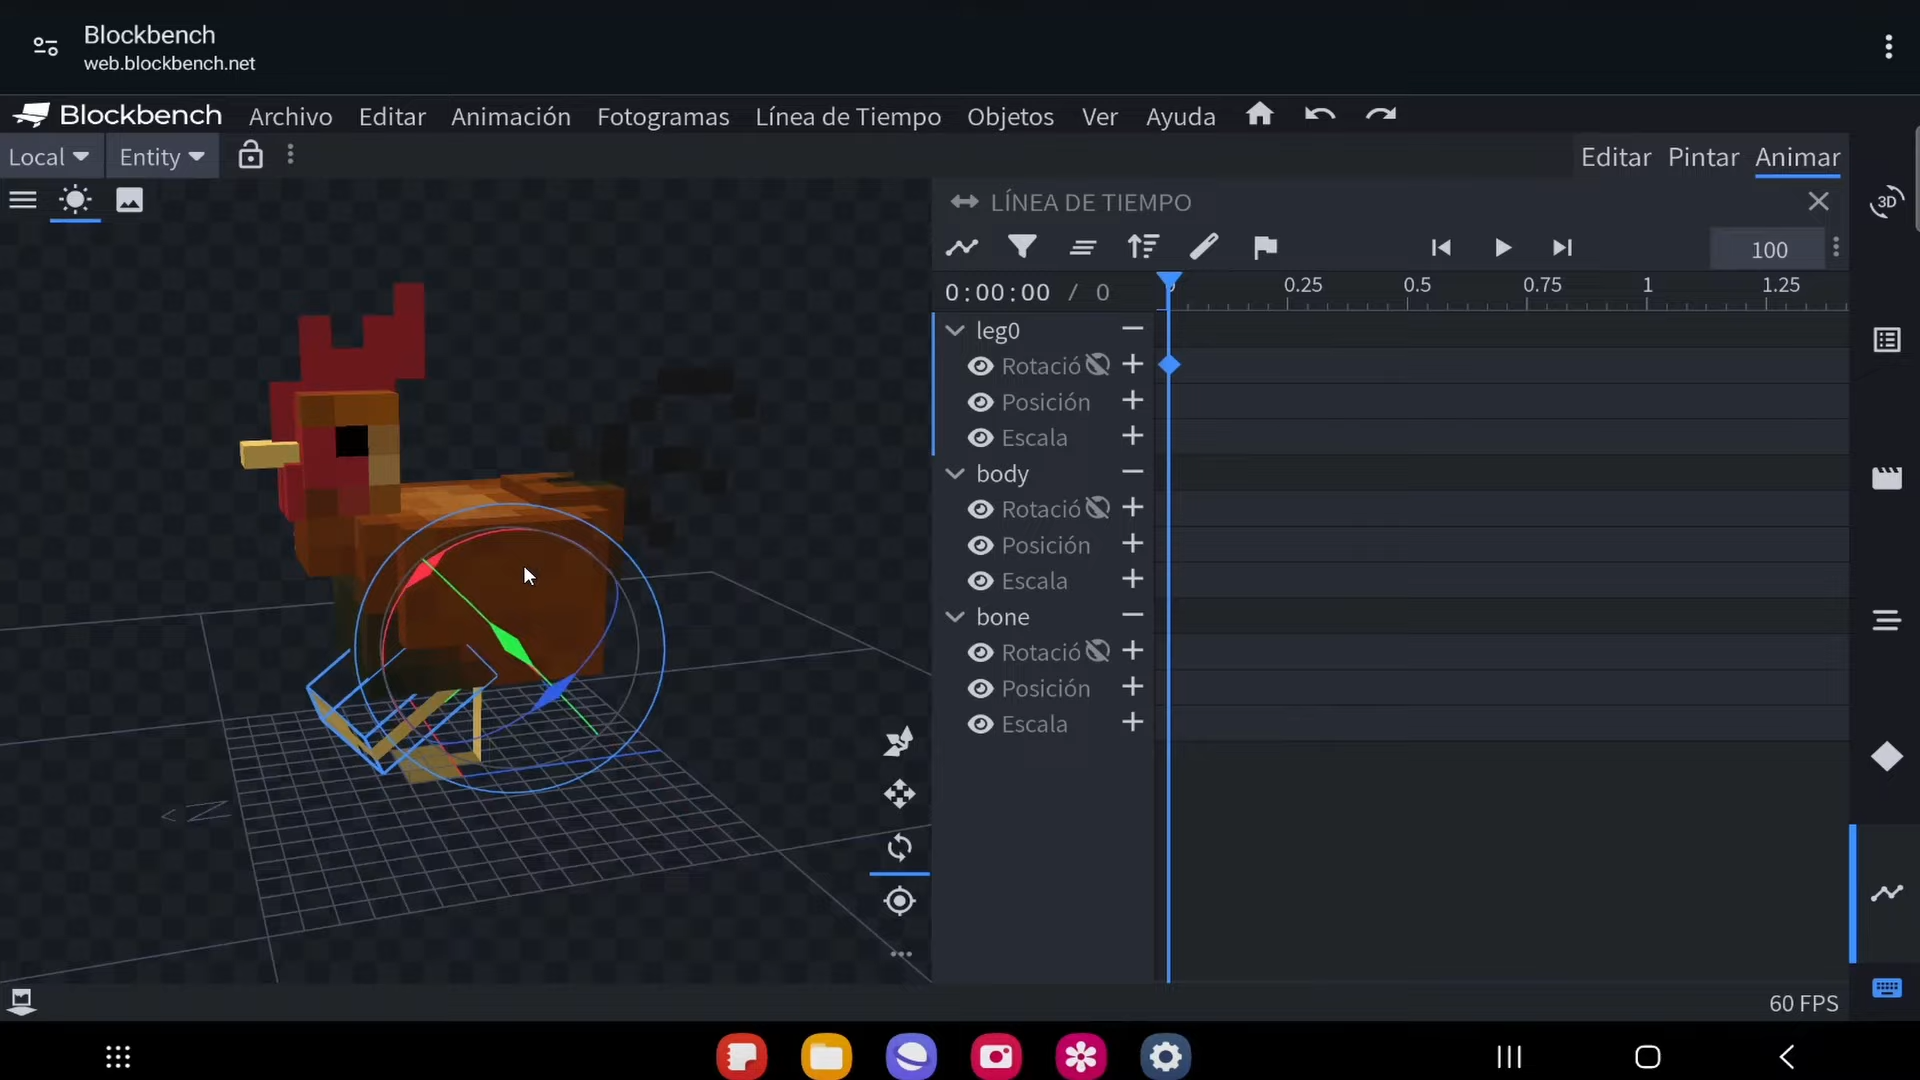 Blockbench
web.blockbench.net
Blockbench Archivo Editar Animación Fotogramas Línea de Tiempo Objetos Ver Ayuda
Local Entity Editar Pintar Animar
LÍNEA DE TIEMPO
100
0:00:00 / 0 0.25 0.5 0.75 1 1.25
leg0
Rotació
Posición
Escala
body
Rotació
Posición
Escala
bone
Rotació
Posición
Escala
60 FPS
3D